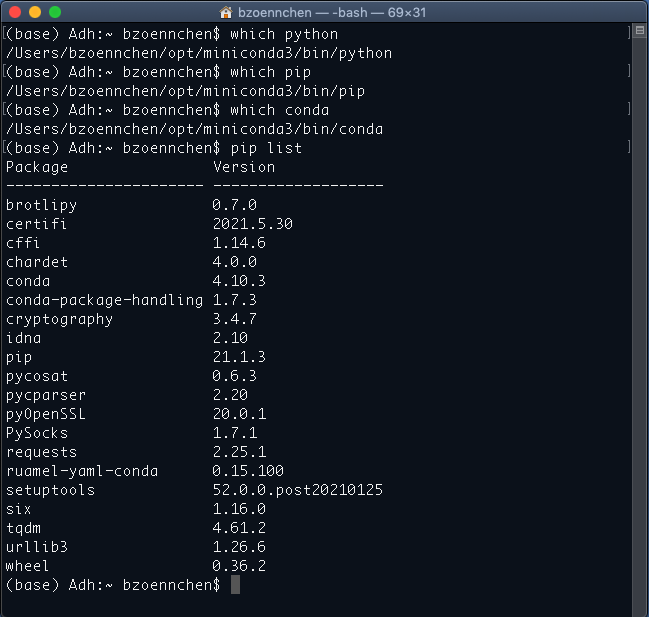 bzoennchen — -bash — 69×31
[(base) Adh:~ bzoennchen$ which python ]
/Users/bzoennchen/opt/miniconda3/bin/python
[(base) Adh:~ bzoennchen$ which pip ]
/Users/bzoennchen/opt/miniconda3/bin/pip
[(base) Adh:~ bzoennchen$ which conda ]
/Users/bzoennchen/opt/miniconda3/bin/conda
[(base) Adh:~ bzoennchen$ pip list ]
Package                Version
---------------------- -------------------
brotlipy               0.7.0
certifi                2021.5.30
cffi                   1.14.6
chardet                4.0.0
conda                  4.10.3
conda-package-handling 1.7.3
cryptography           3.4.7
idna                   2.10
pip                    21.1.3
pycosat                0.6.3
pycparser              2.20
pyOpenSSL              20.0.1
PySocks                1.7.1
requests               2.25.1
ruamel-yaml-conda      0.15.100
setuptools             52.0.0.post20210125
six                    1.16.0
tqdm                   4.61.2
urllib3                1.26.6
wheel                  0.36.2
(base) Adh:~ bzoennchen$